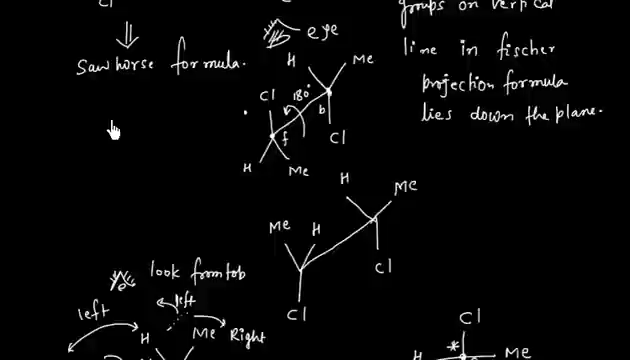 Cl
groups on vertical
eye
Saw horse formula.
line in fischer
projection formula
lies down the plane.
H
Me
Cl
180°
b
f
Cl
H
Me
H
Me
Me
H
Cl
Cl
look from top
left
left
H
Me
Right
Cl
*
H
Me